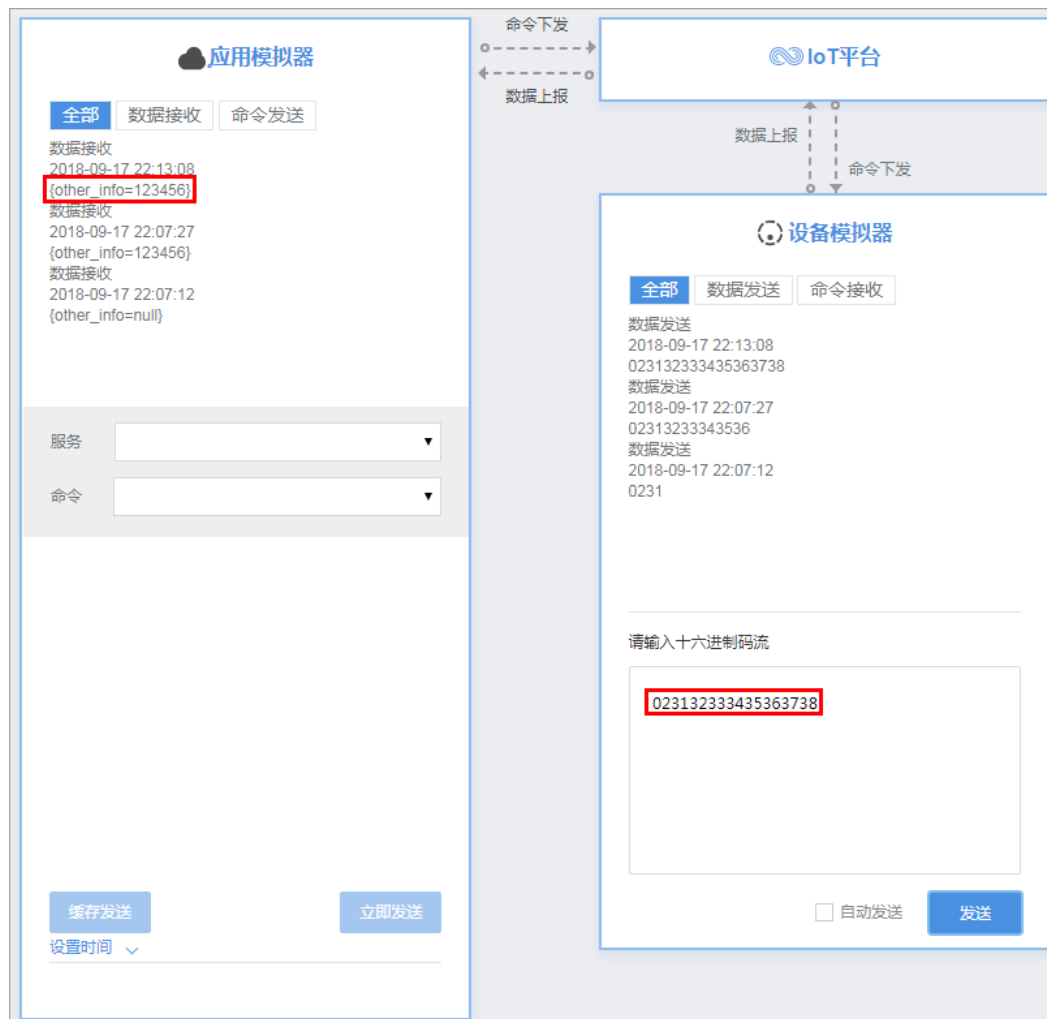 应用模拟器
全部 数据接收 命令发送
数据接收
2018-09-17 22:13:08
{other_info=123456}
数据接收
2018-09-17 22:07:27
{other_info=123456}
数据接收
2018-09-17 22:07:12
{other_info=null}
服务
命令
缓存发送 立即发送
设置时间
命令下发
数据上报
IoT平台
数据上报
命令下发
设备模拟器
全部 数据发送 命令接收
数据发送
2018-09-17 22:13:08
023132333435363738
数据发送
2018-09-17 22:07:27
02313233343536
数据发送
2018-09-17 22:07:12
0231
请输入十六进制码流
023132333435363738
自动发送 发送